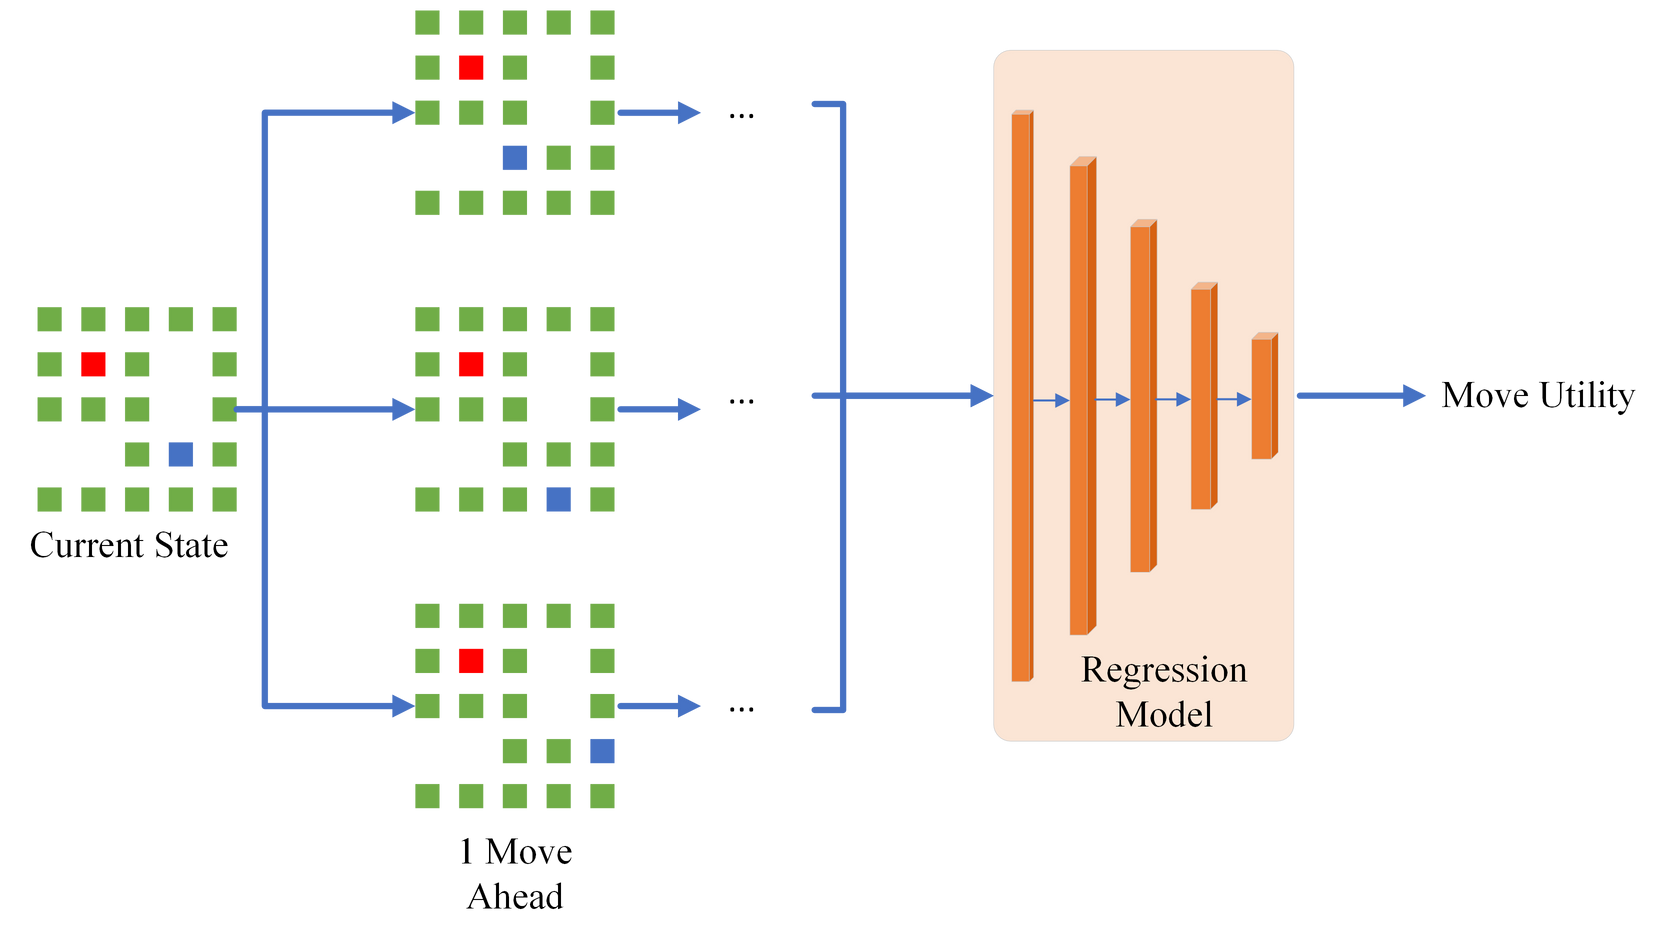 ...
...
Move Utility
Current State
Regression
Model
...
1 Move
Ahead